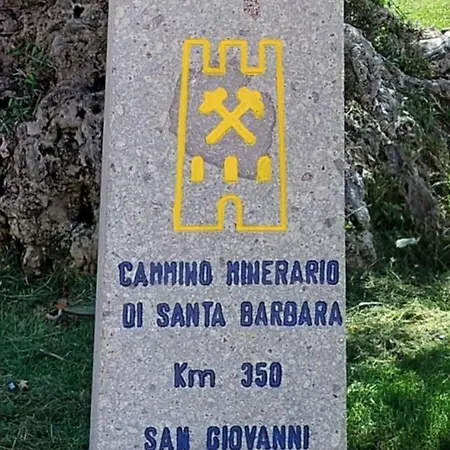 CAMMINO MINERARIO
DI SANTA BARBARA
Km 350
SAN GIOVANNI